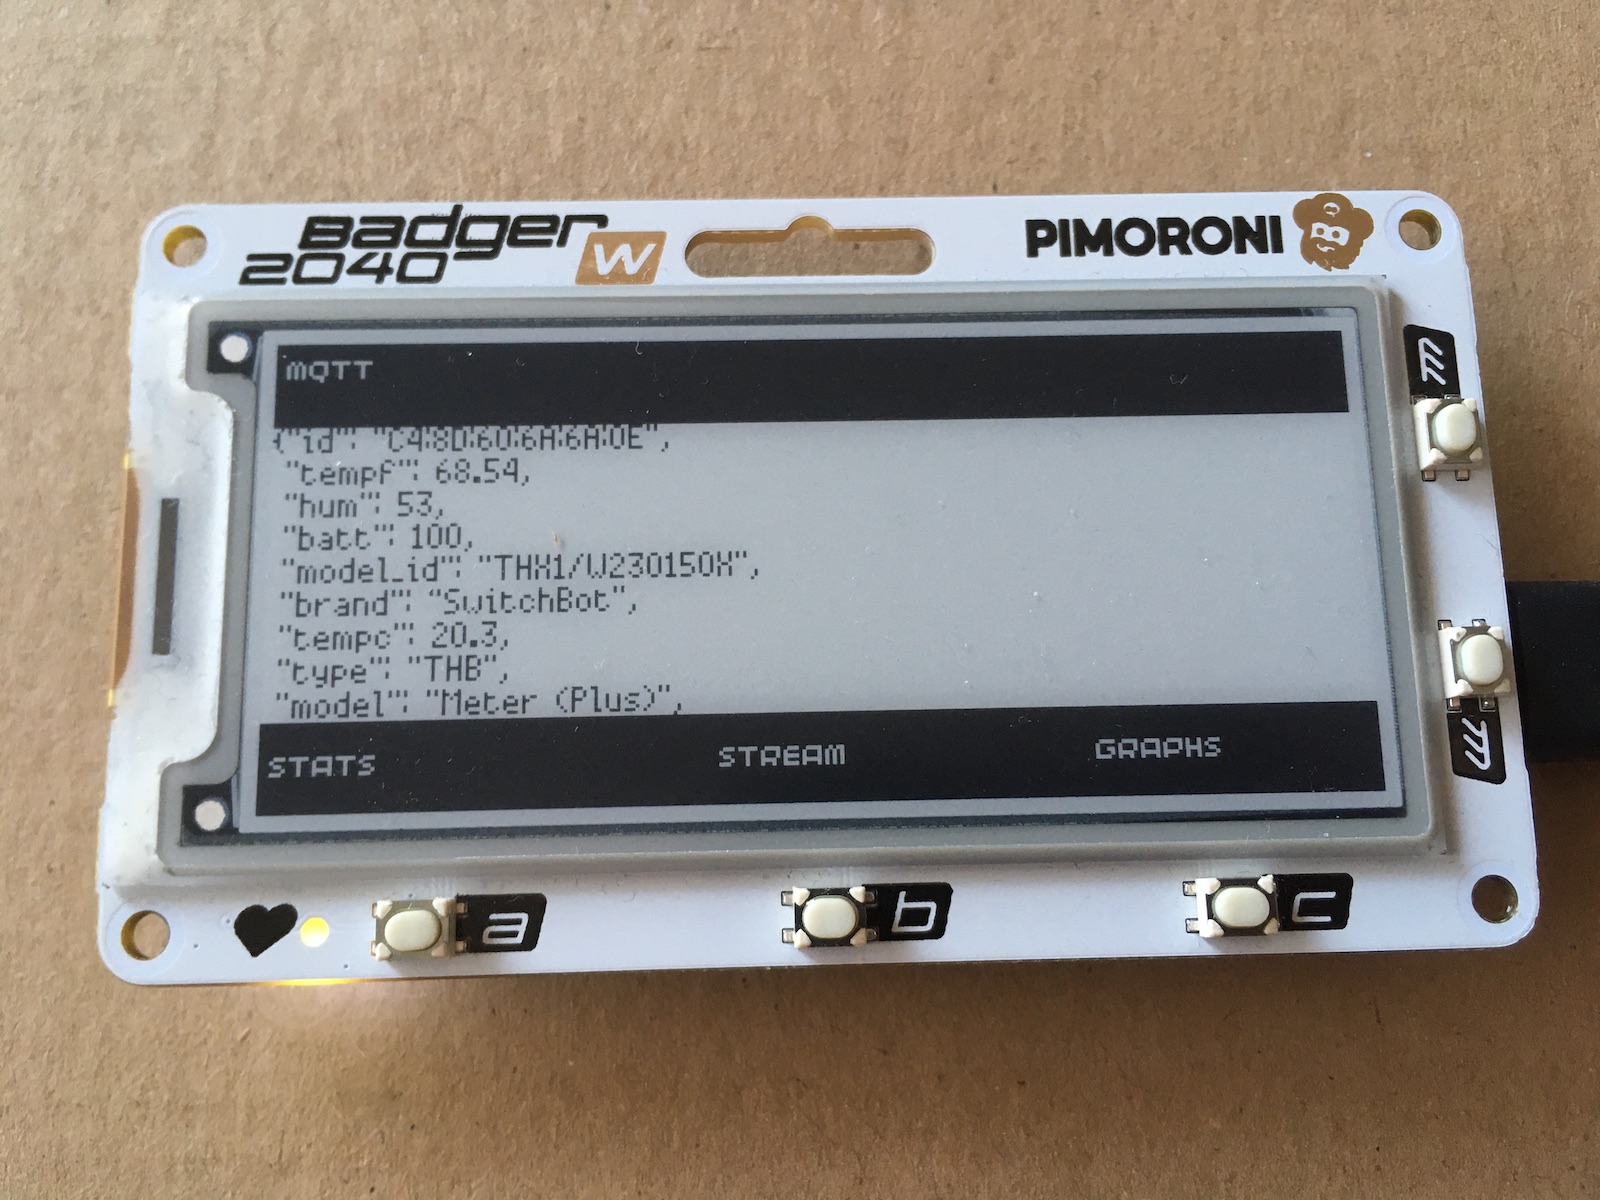 Badger
2040 W
PIMORONI
MQTT
{"id": "C4:8D:60:6A:6A:0E",
"tempf": 68.54,
"hum": 53,
"batt": 100,
"model_id": "THX1/W230150X",
"brand": "SwitchBot",
"tempc": 20.3,
"type": "THB",
"model": "Meter (Plus)",
STATS STREAM GRAPHS
a b c